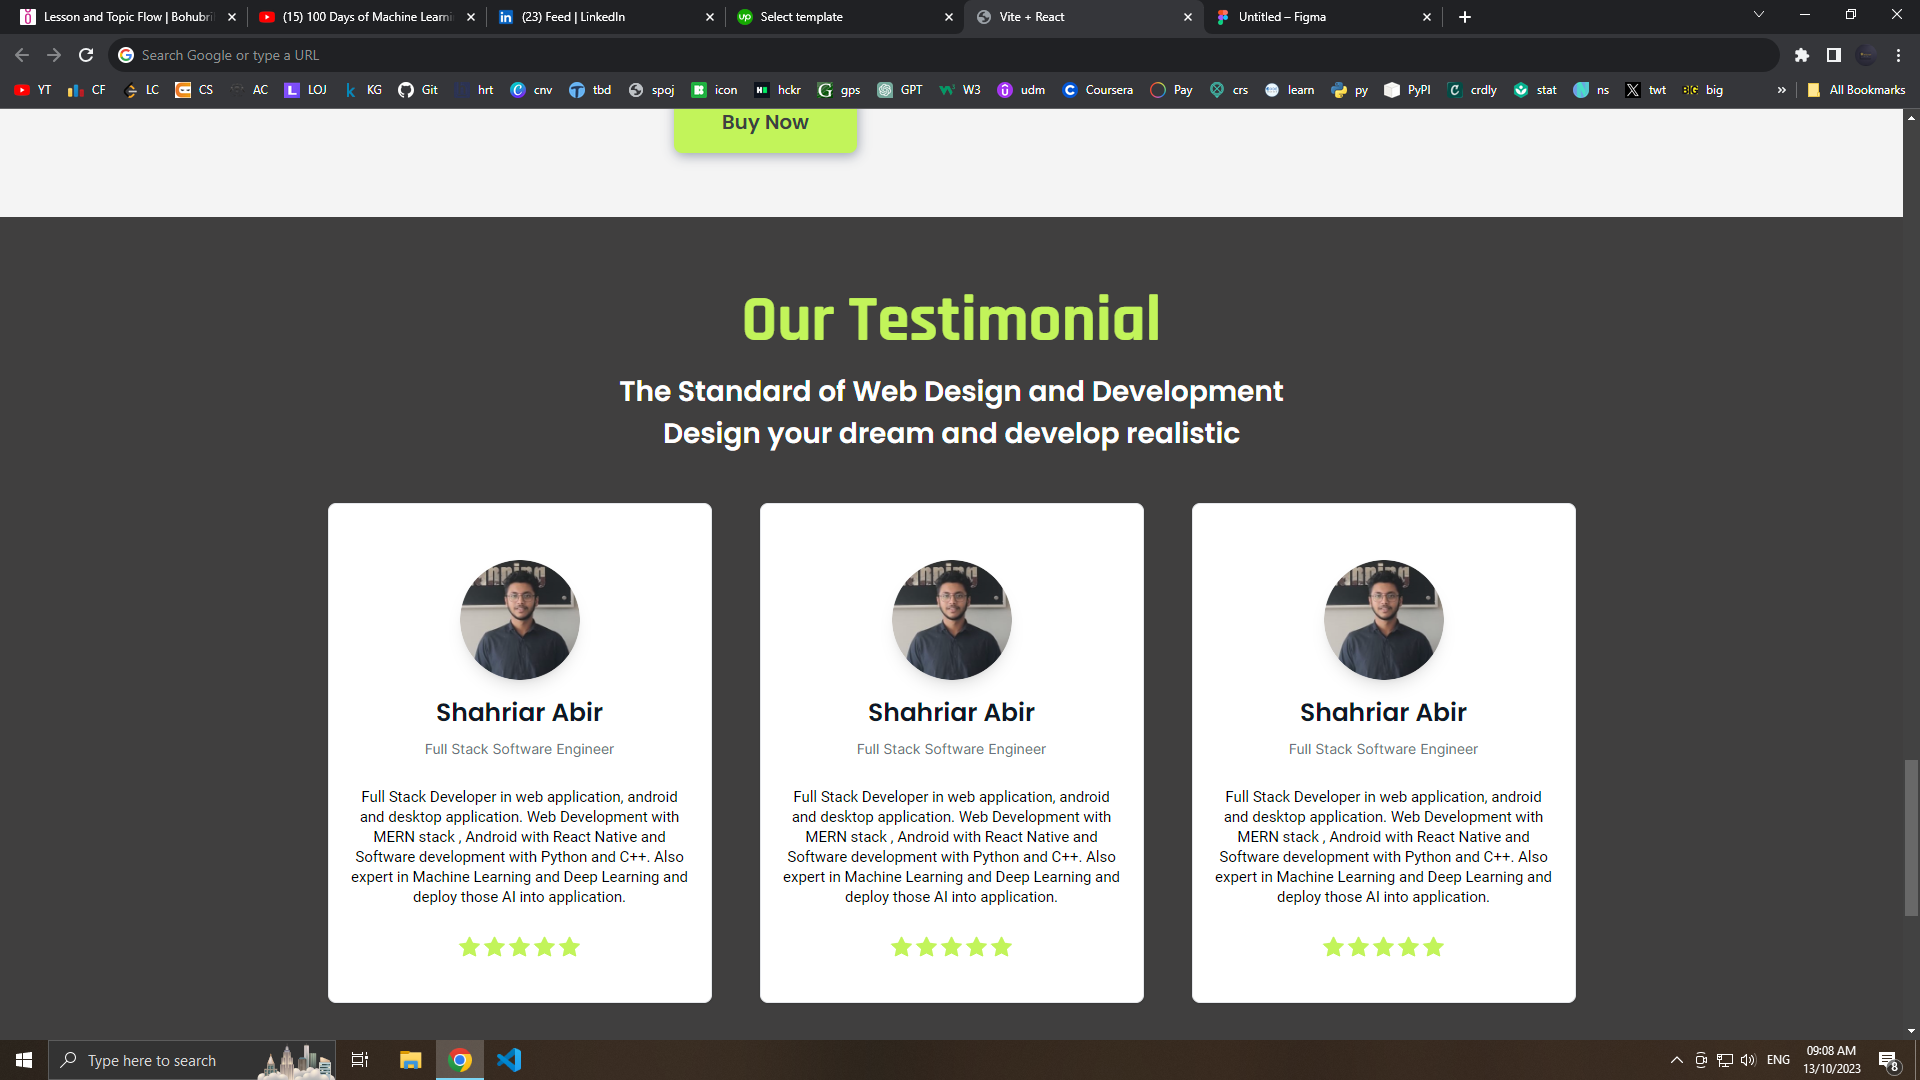 Lesson and Topic Flow | Bohubri
(15) 100 Days of Machine Learni
(23) Feed | LinkedIn
Select template
Vite + React
Untitled – Figma
Search Google or type a URL
YT CF LC CS AC LOJ KG Git hrt cnv tbd spoj icon hckr gps GPT W3 udm Coursera Pay crs learn py PyPI crdly stat ns twt big » All Bookmarks
Buy Now
Our Testimonial
The Standard of Web Design and Development
Design your dream and develop realistic
Shahriar Abir
Full Stack Software Engineer
Full Stack Developer in web application, android
and desktop application. Web Development with
MERN stack , Android with React Native and
Software development with Python and C++. Also
expert in Machine Learning and Deep Learning and
deploy those AI into application.
Shahriar Abir
Full Stack Software Engineer
Full Stack Developer in web application, android
and desktop application. Web Development with
MERN stack , Android with React Native and
Software development with Python and C++. Also
expert in Machine Learning and Deep Learning and
deploy those AI into application.
Shahriar Abir
Full Stack Software Engineer
Full Stack Developer in web application, android
and desktop application. Web Development with
MERN stack , Android with React Native and
Software development with Python and C++. Also
expert in Machine Learning and Deep Learning and
deploy those AI into application.
Type here to search
ENG
09:08 AM
13/10/2023
8